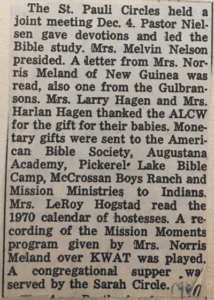 The St. Pauli Circles held a
joint meeting Dec. 4. Pastor Niel-
sen gave devotions and led the
Bible study. Mrs. Melvin Nelson
presided. A letter from Mrs. Nor-
ris Meland of New Guinea was
read, also one from the Gulbran-
sons. Mrs. Larry Hagen and Mrs.
Harlan Hagen thanked the ALCW
for the gift for their babies. Mone-
tary gifts were sent to the Am-
erican Bible Society, Augustana
Academy, Pickerel Lake Bible
Camp, McCrossan Boys Ranch and
Mission Ministries to Indians.
Mrs. LeRoy Hogstad read the
1970 calendar of hostesses. A re-
cording of the Mission Moments
program given by Mrs. Norris
Meland over KWAT was played.
A congregational supper was
served by the Sarah Circle.